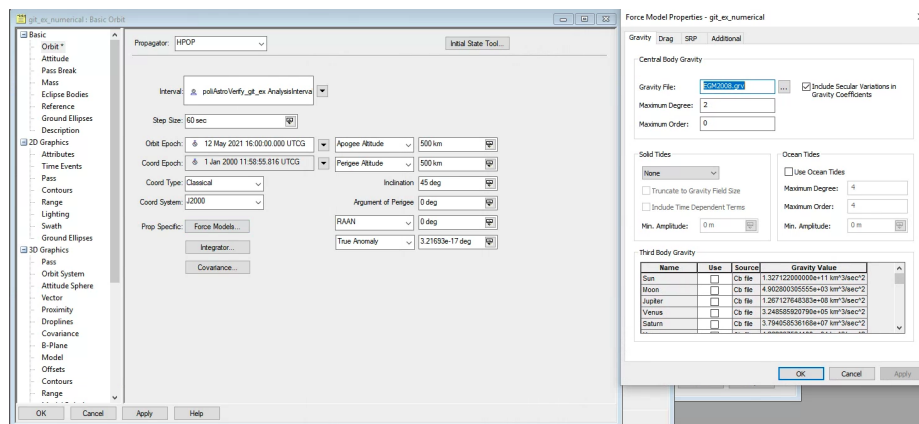 git_ex_numerical : Basic Orbit
Basic
Orbit *
Attitude
Pass Break
Mass
Eclipse Bodies
Reference
Ground Ellipses
Description
2D Graphics
Attributes
Time Events
Pass
Contours
Range
Lighting
Swath
Ground Ellipses
3D Graphics
Pass
Orbit System
Attitude Sphere
Vector
Proximity
Droplines
Covariance
B-Plane
Model
Offsets
Contours
Range
Propagator: HPOP
Initial State Tool...
Interval: poliAstroVerify_git_ex AnalysisInterva
Step Size: 60 sec
Orbit Epoch: 12 May 2021 16:00:00.000 UTCG
Apogee Altitude 500 km
Coord Epoch: 1 Jan 2000 11:58:55.816 UTCG
Perigee Altitude 500 km
Coord Type: Classical
Inclination 45 deg
Coord System: J2000
Argument of Perigee 0 deg
Prop Specific: Force Models...
RAAN 0 deg
Integrator...
True Anomaly 3.21693e-17 deg
Covariance...
OK Cancel Apply Help
Force Model Properties - git_ex_numerical
Gravity Drag SRP Additional
Central Body Gravity
Gravity File: EGM2008.grv ...
Include Secular Variations in
Gravity Coefficients
Maximum Degree: 2
Maximum Order: 0
Solid Tides
None
Truncate to Gravity Field Size
Include Time Dependent Terms
Min. Amplitude: 0 m
Ocean Tides
Use Ocean Tides
Maximum Degree: 4
Maximum Order: 4
Min. Amplitude: 0 m
Third Body Gravity
Name Use Source Gravity Value
Sun Cb file 1.327122000000e+11 km^3/sec^2
Moon Cb file 4.902800305555e+03 km^3/sec^2
Jupiter Cb file 1.267127648383e+08 km^3/sec^2
Venus Cb file 3.248585920790e+05 km^3/sec^2
Saturn Cb file 3.794058536168e+07 km^3/sec^2
OK Cancel Apply